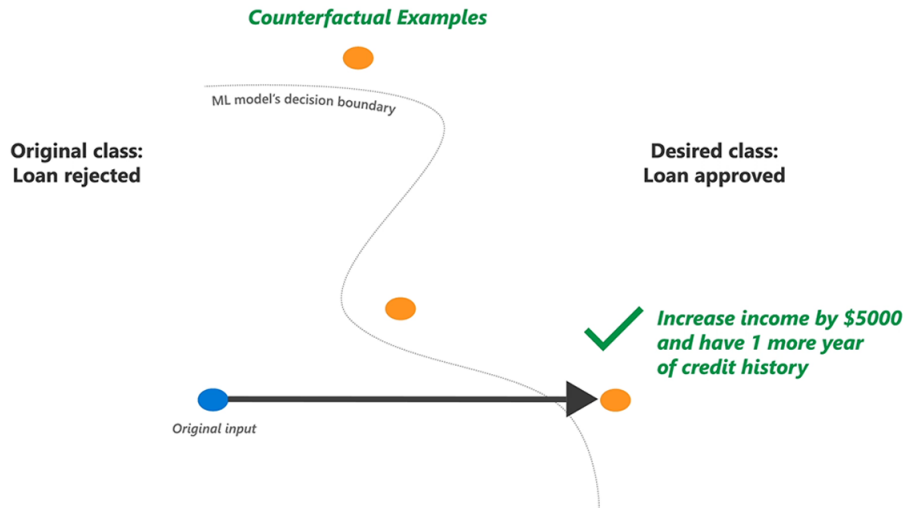 Counterfactual Examples
ML model's decision boundary
Original class:
Loan rejected
Desired class:
Loan approved
Increase income by $5000
and have 1 more year
of credit history
Original input